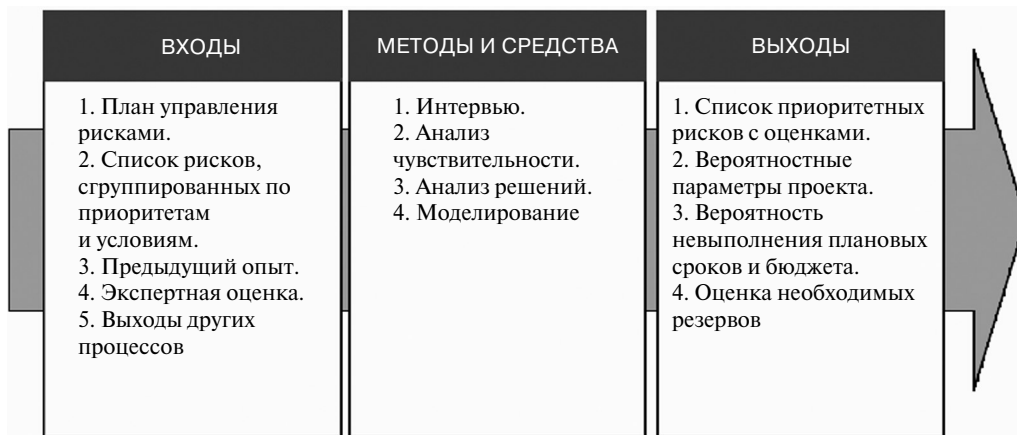 ВХОДЫ
1. План управления
рисками.
2. Список рисков,
сгруппированных по
приоритетам
и условиям.
3. Предыдущий опыт.
4. Экспертная оценка.
5. Выходы других
процессов
МЕТОДЫ И СРЕДСТВА
1. Интервью.
2. Анализ
чувствительности.
3. Анализ решений.
4. Моделирование
ВЫХОДЫ
1. Список приоритетных
рисков с оценками.
2. Вероятностные
параметры проекта.
3. Вероятность
невыполнения плановых
сроков и бюджета.
4. Оценка необходимых
резервов